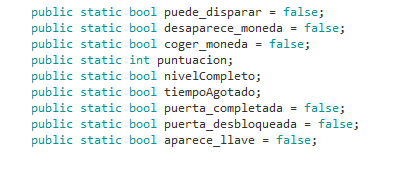 public static bool puede_disparar = false;
public static bool desaparece_moneda = false;
public static bool coger_moneda = false;
public static int puntuacion;
public static bool nivelCompleto;
public static bool tiempoAgotado;
public static bool puerta_completada = false;
public static bool puerta_desbloqueada = false;
public static bool aparece_llave = false;